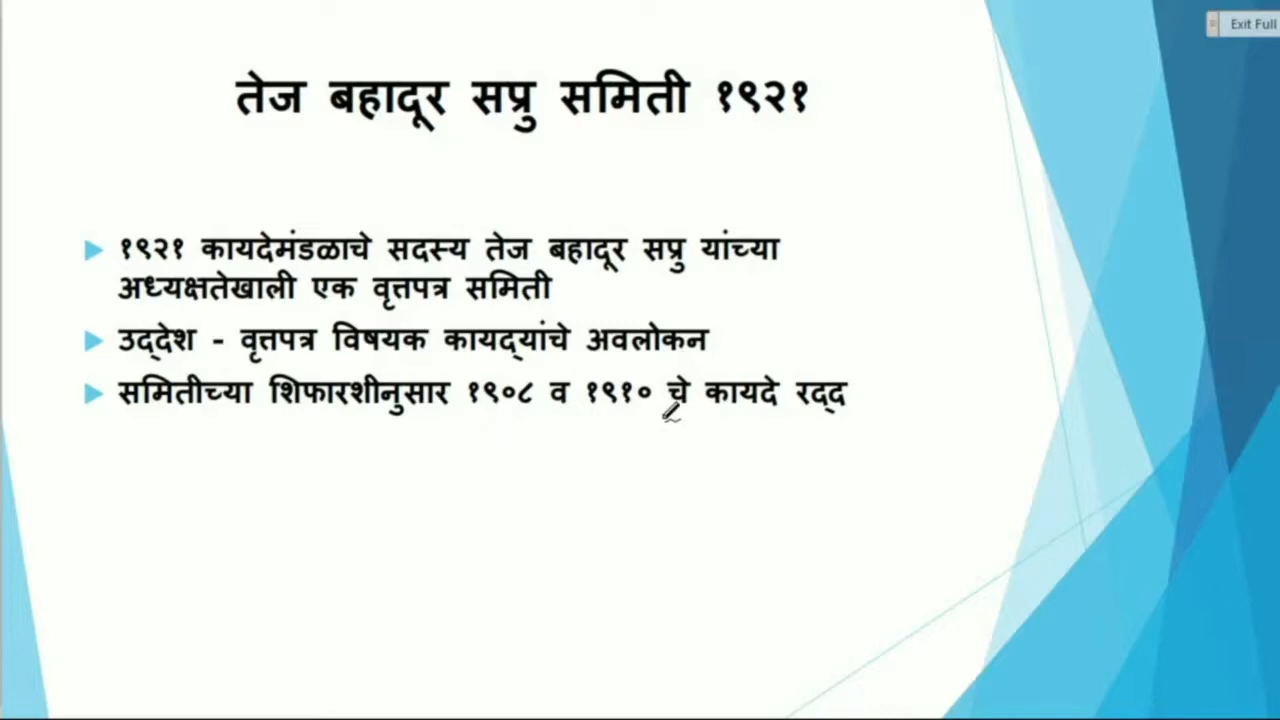 Exit Full
तेज बहादूर सप्रु समिती १९२१
१९२१ कायदेमंडळाचे सदस्य तेज बहादूर सप्रु यांच्या
अध्यक्षतेखाली एक वृत्तपत्र समिती
उद्‌देश - वृत्तपत्र विषयक कायद्‌यांचे अवलोकन
समितीच्या शिफारशीनुसार १९०८ व १९१० चे कायदे रद्‌द